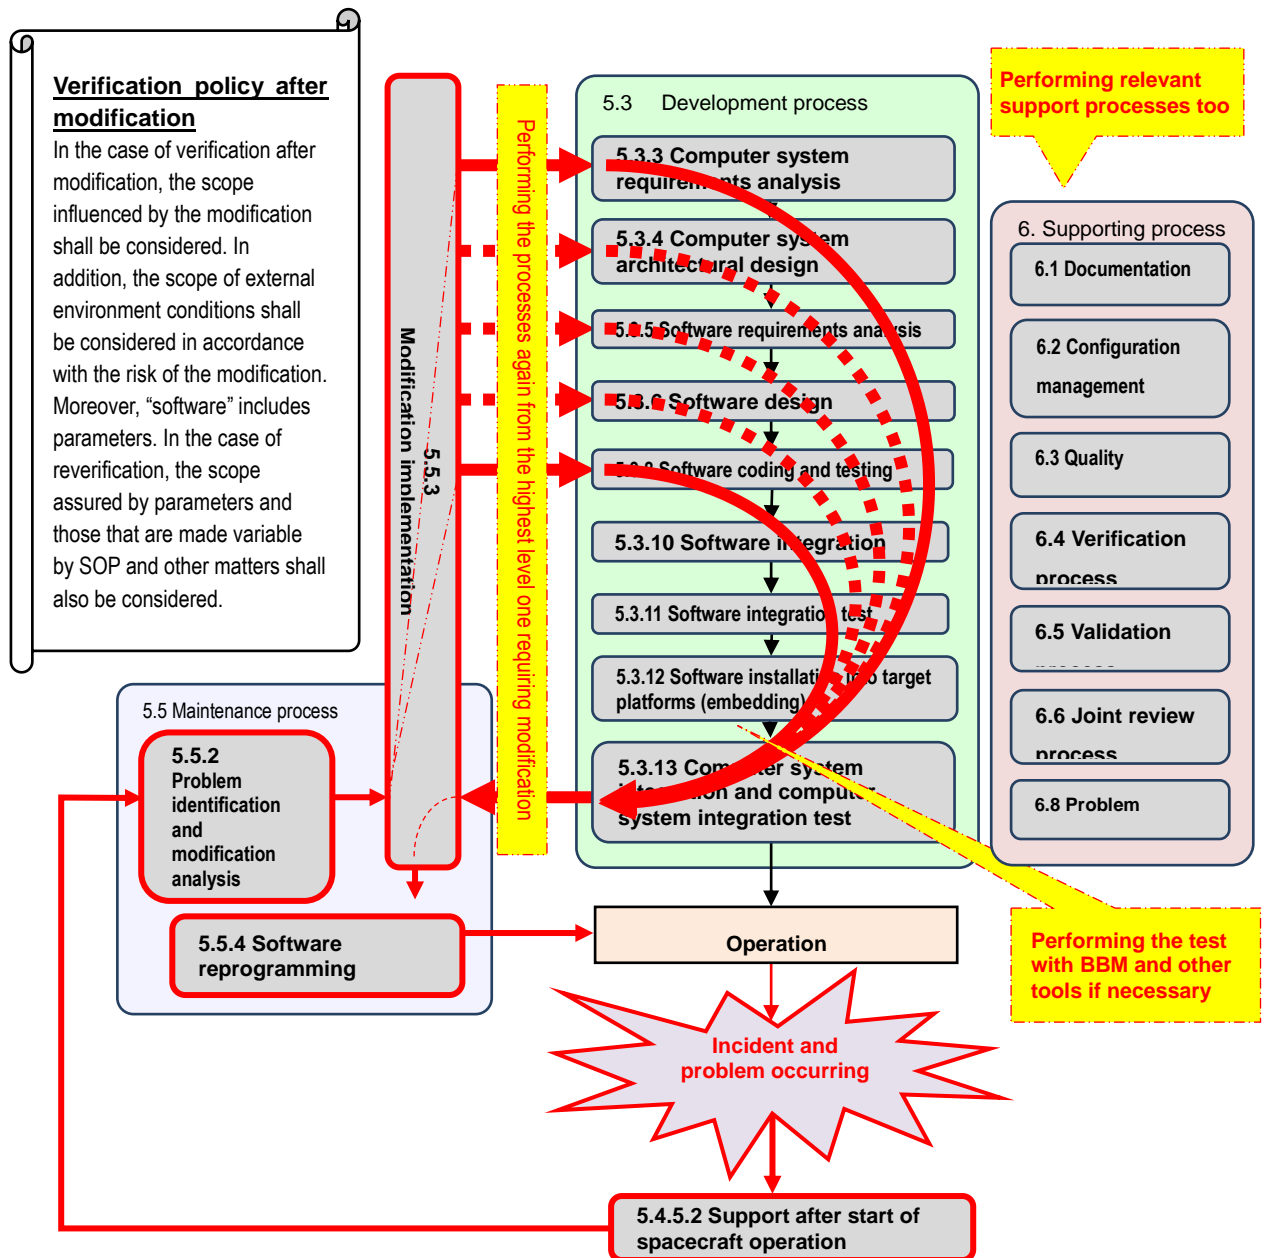 Verification policy after
modification
In the case of verification after
modification, the scope
influenced by the modification
shall be considered. In
addition, the scope of external
environment conditions shall
be considered in accordance
with the risk of the modification.
Moreover, “software” includes
parameters. In the case of
reverification, the scope
assured by parameters and
those that are made variable
by SOP and other matters shall
also be considered.
5.5.3
Modification implementation
Performing the processes again from the highest level one requiring modification
5.3 Development process
5.3.3 Computer system
requirements analysis
5.3.4 Computer system
architectural design
5.3.5 Software requirements analysis
5.3.6 Software design
5.3.8 Software coding and testing
5.3.10 Software integration
5.3.11 Software integration test
5.3.12 Software installation into target
platforms (embedding)
5.3.13 Computer system
integration and computer
system integration test
Performing relevant
support processes too
6. Supporting process
6.1 Documentation
6.2 Configuration
management
6.3 Quality
6.4 Verification
process
6.5 Validation
process
6.6 Joint review
process
6.8 Problem
5.5 Maintenance process
5.5.2
Problem
identification
and
modification
analysis
5.5.4 Software
reprogramming
Operation
Performing the test
with BBM and other
tools if necessary
Incident and
problem occurring
5.4.5.2 Support after start of
spacecraft operation